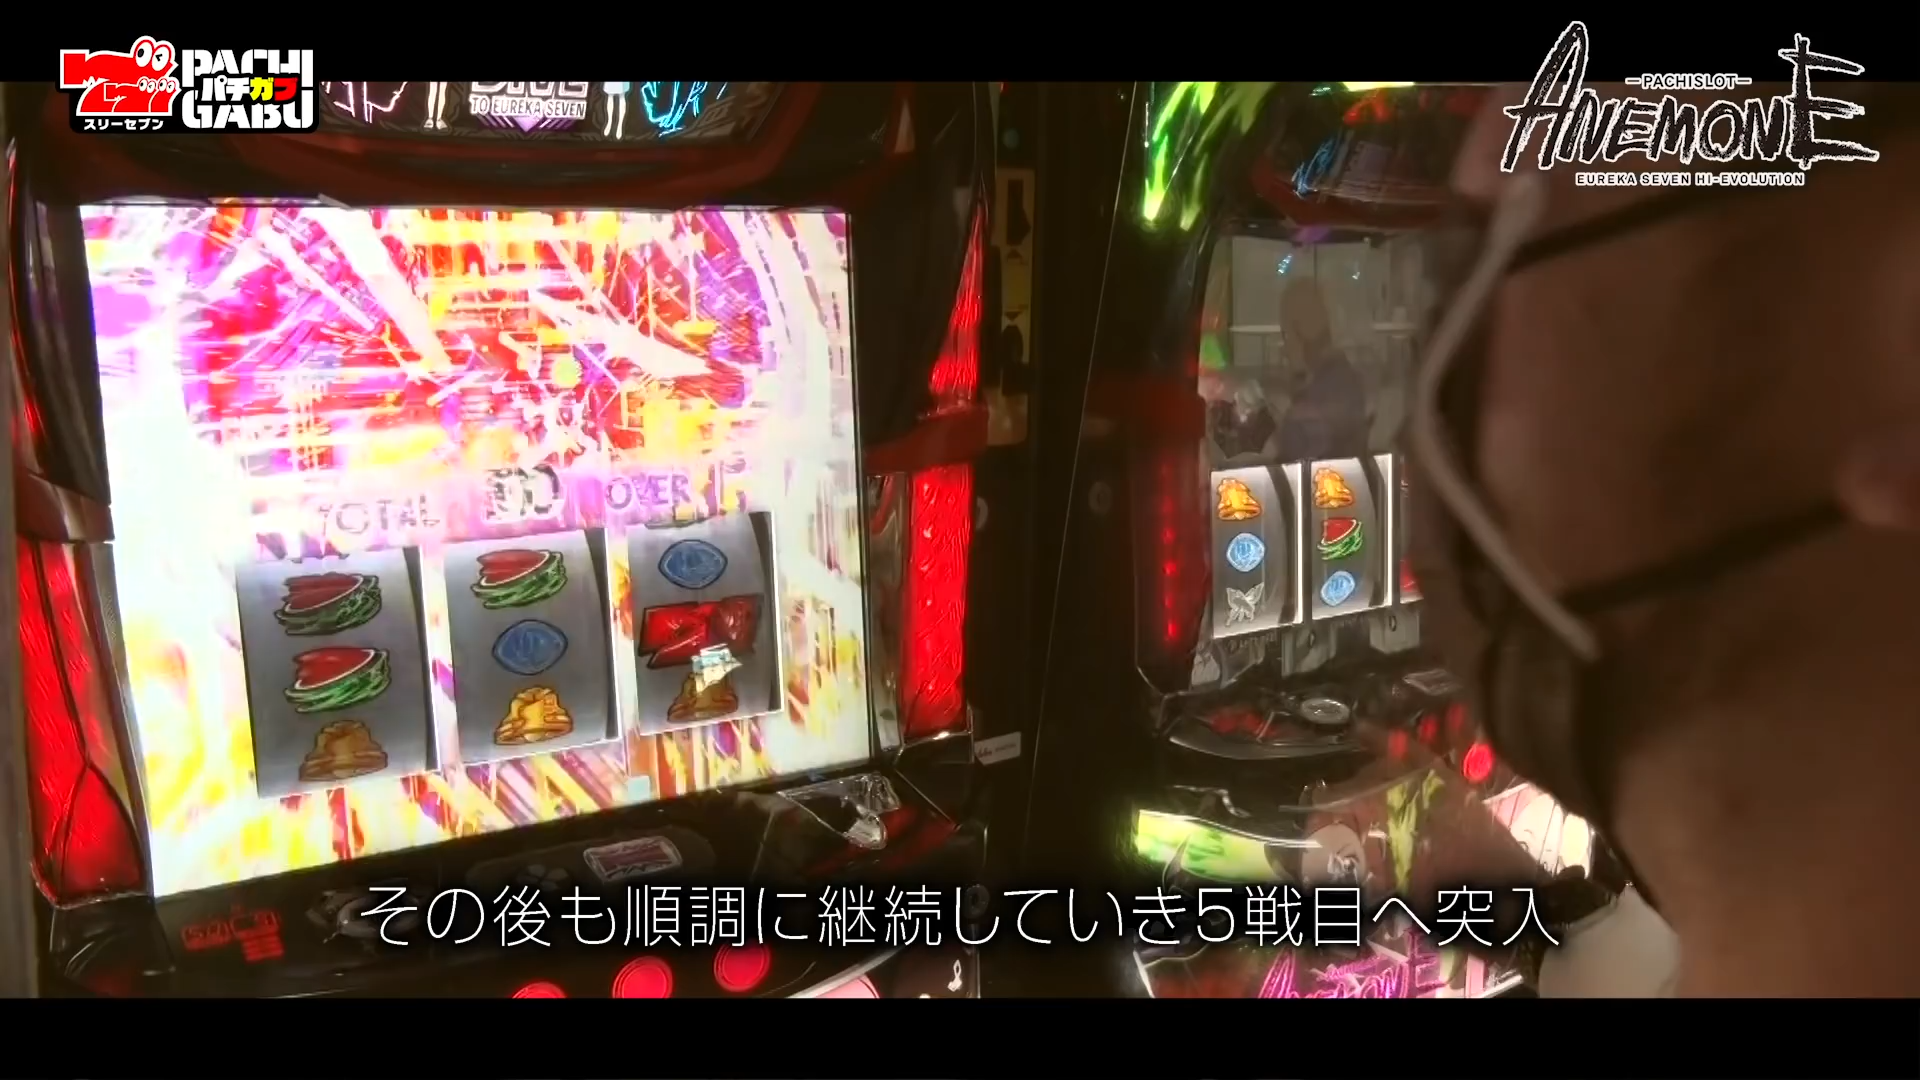 PACHI
パチガブ
GABU
スリーセブン
TO EUREKA SEVEN
—PACHISLOT—
ANEMONE
EUREKA SEVEN HI-EVOLUTION
TOTAL
OVER
その後も順調に継続していき5戦目へ突入